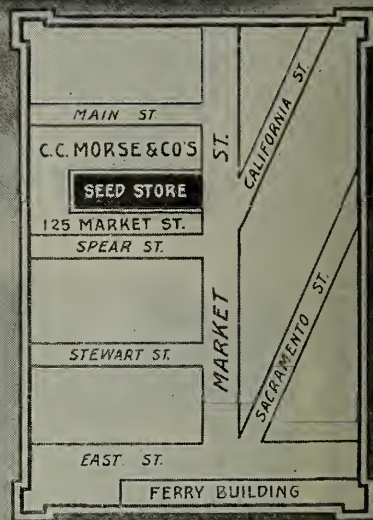 MAIN ST.
C.C. MORSE & CO'S
SEED STORE
125 MARKET ST.
SPEAR ST.
STEWART ST.
EAST ST.
FERRY BUILDING
MARKET ST.
CALIFORNIA ST.
SACRAMENTO ST.